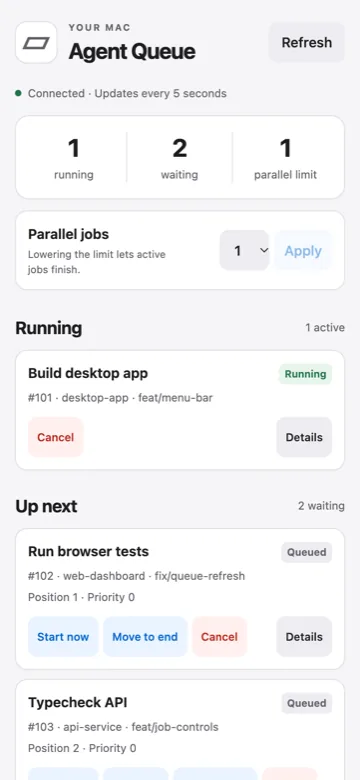 YOUR MAC
Agent Queue
Refresh
Connected · Updates every 5 seconds
1
running
2
waiting
1
parallel limit
Parallel jobs
Lowering the limit lets active
jobs finish.
1
Apply
Running
1 active
Build desktop app
Running
#101 · desktop-app · feat/menu-bar
Cancel
Details
Up next
2 waiting
Run browser tests
Queued
#102 · web-dashboard · fix/queue-refresh
Position 1 · Priority 0
Start now
Move to end
Cancel
Details
Typecheck API
Queued
#103 · api-service · feat/job-controls
Position 2 · Priority 0